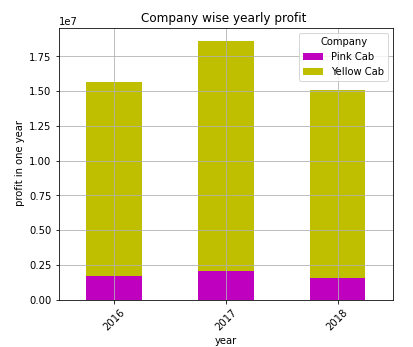 Company wise yearly profit
1e7
Company
Pink Cab
Yellow Cab
1.75
1.50
1.25
1.00
0.75
0.50
0.25
0.00
profit in one year
2016
2017
2018
year